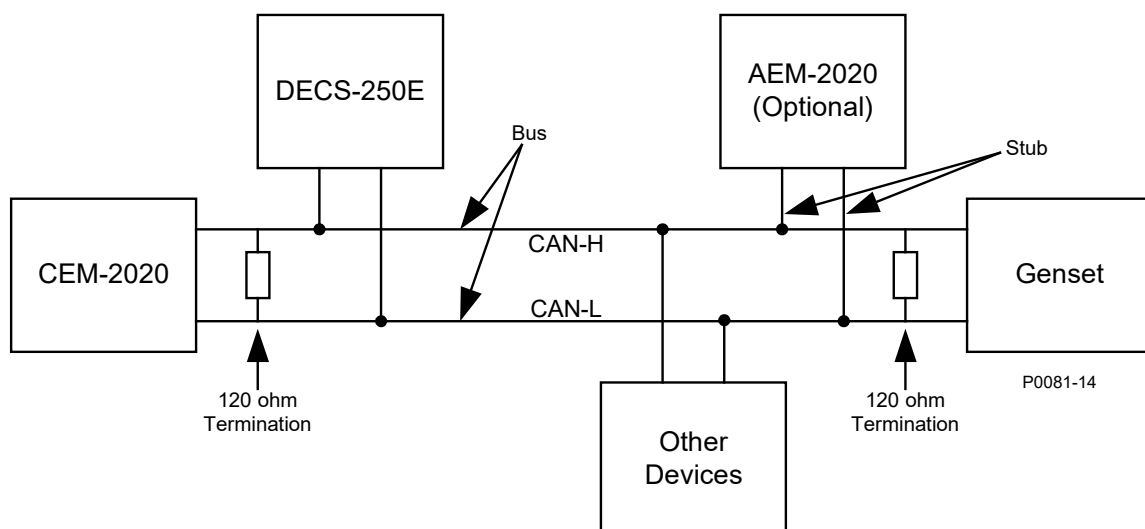 DECS-250E
AEM-2020
(Optional)
Bus
Stub
CAN-H
CEM-2020
Genset
CAN-L
P0081-14
120 ohm
Termination
120 ohm
Termination
Other
Devices